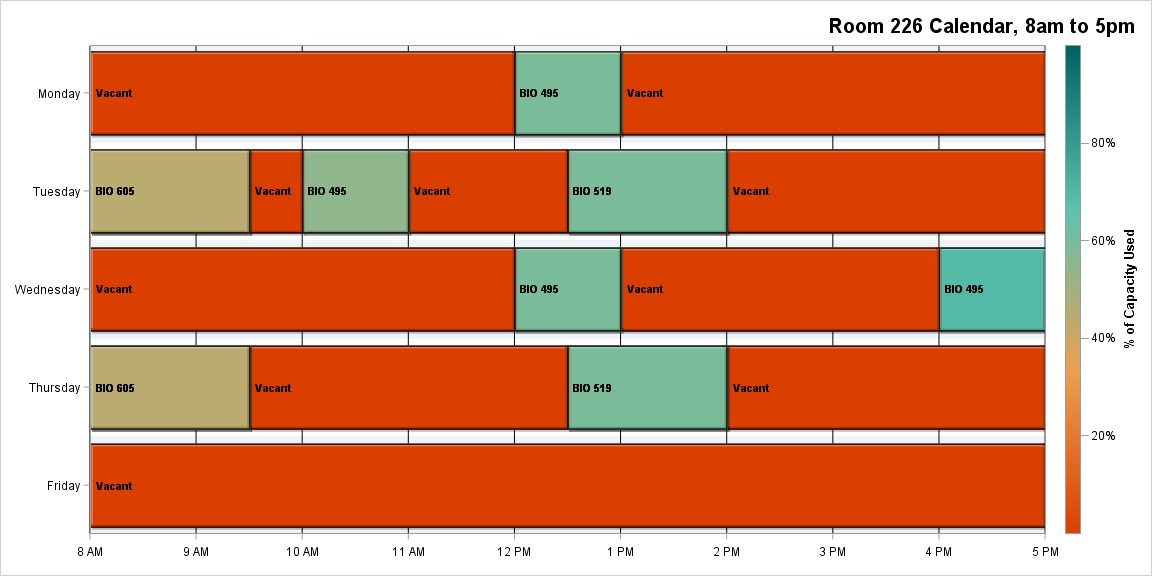 Room 226 Calendar, 8am to 5pm
Monday
Vacant
BIO 495
Vacant
Tuesday
BIO 605
Vacant
BIO 495
Vacant
BIO 519
Vacant
Wednesday
Vacant
BIO 495
Vacant
BIO 495
Thursday
BIO 605
Vacant
BIO 519
Vacant
Friday
Vacant
8 AM
9 AM
10 AM
11 AM
12 PM
1 PM
2 PM
3 PM
4 PM
5 PM
80%
60%
40%
20%
% of Capacity Used